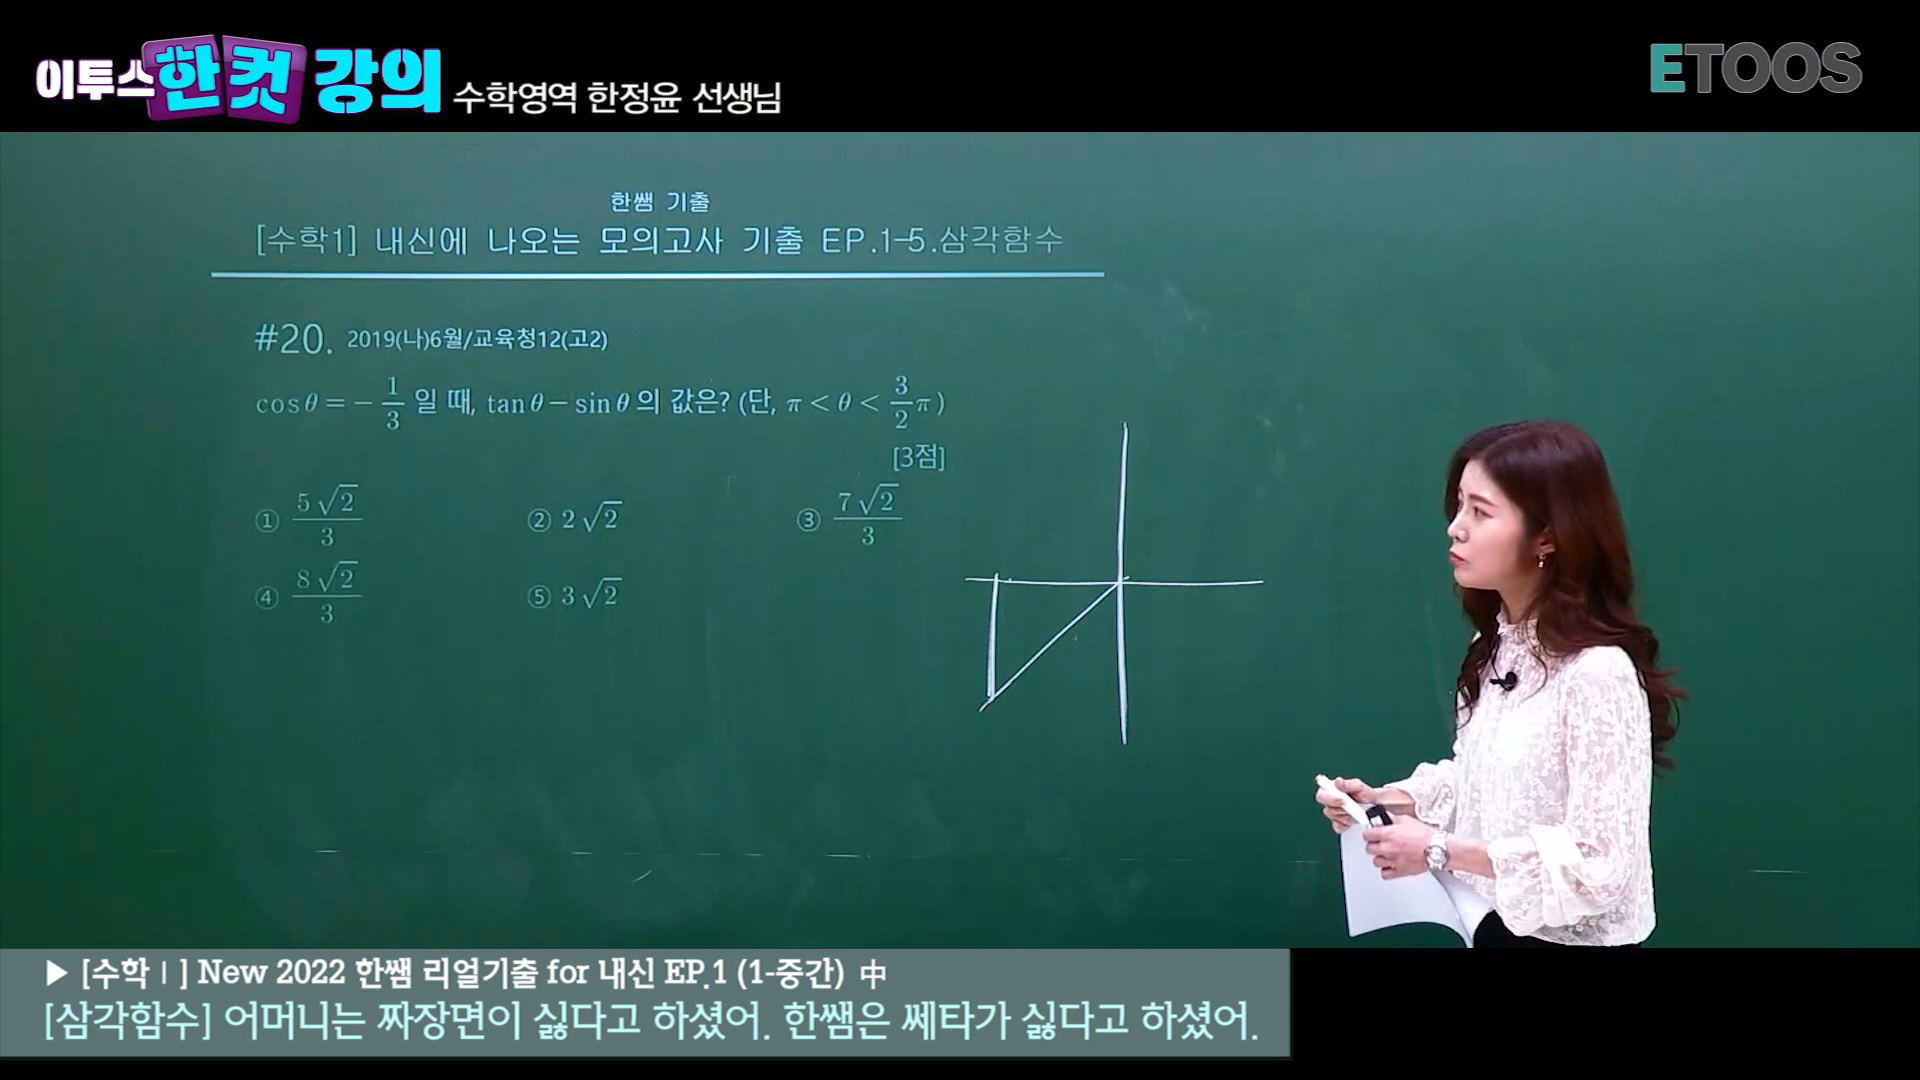 이투스 한컷 강의 수학영역 한정윤 선생님
ETOOS
한쌤 기출
[수학1] 내신에 나오는 모의고사 기출 EP.1-5.삼각함수
#20. 2019(나)6월/교육청12(고2)
cosθ = -1/3 일 때, tanθ - sinθ의 값은? (단, π < θ < 3/2 π)
[3점]
① 5√2/3 ② 2√2 ③ 7√2/3
④ 8√2/3 ⑤ 3√2
▶ [수학Ⅰ] New 2022 한쌤 리얼기출 for 내신 EP.1 (1-중간) 中
[삼각함수] 어머니는 짜장면이 싫다고 하셨어. 한쌤은 쎄타가 싫다고 하셨어.